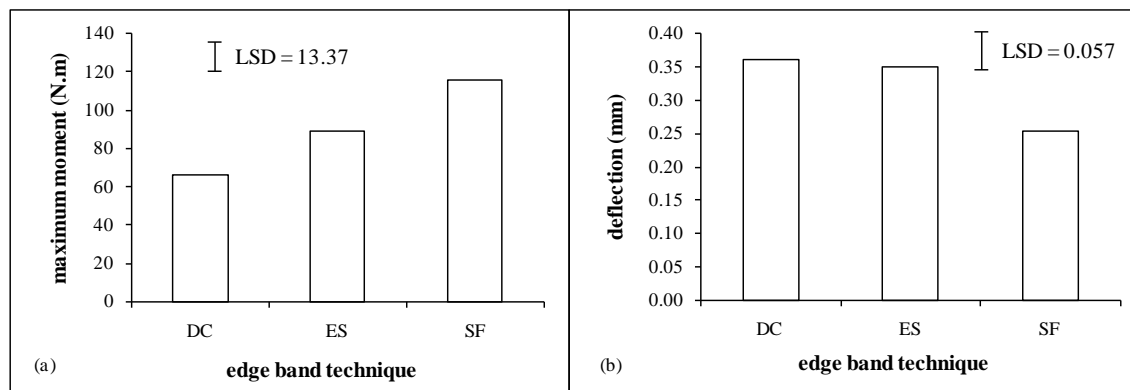 maximum moment (N.m)
140
120
100
80
60
40
20
0
LSD = 13.37
DC ES SF
(a)
edge band technique
deflection (mm)
0.40
0.35
0.30
0.25
0.20
0.15
0.10
0.05
0.00
LSD = 0.057
DC ES SF
(b)
edge band technique